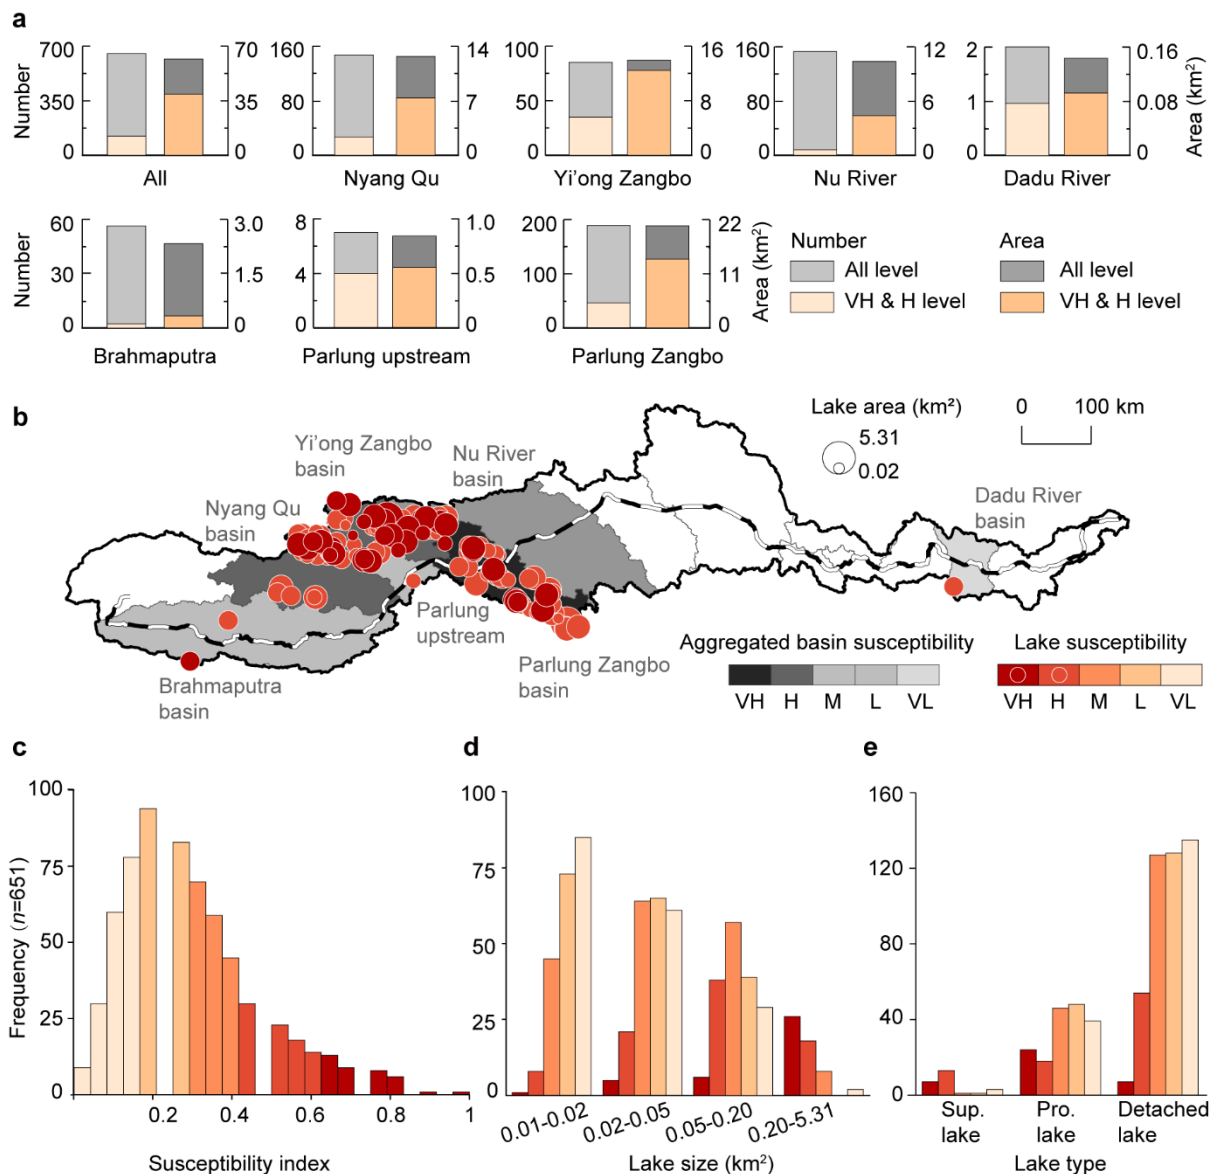 a
700
350
0
Number
70
35
0
All
160
80
0
14
7
0
Nyang Qu
100
50
0
16
8
0
Yi'ong Zangbo
160
80
0
12
6
0
Nu River
2
1
0
0.16
0.08
0
Area (km²)
Dadu River
60
30
0
Number
3.0
1.5
0
Brahmaputra
8
4
0
1.0
0.5
0
Parlung upstream
200
100
0
22
11
0
Area (km²)
Parlung Zangbo
Number
All level
VH & H level
Area
All level
VH & H level
b
Yi'ong Zangbo
basin
Nu River
basin
Nyang Qu
basin
Lake area (km²)
5.31
0.02
0 100 km
Dadu River
basin
Parlung
upstream
Parlung Zangbo
basin
Brahmaputra
basin
Aggregated basin susceptibility
VH H M L VL
Lake susceptibility
VH H M L VL
c
100
75
50
25
0
Frequency (n=651)
0.2 0.4 0.6 0.8 1
Susceptibility index
d
100
75
50
25
0
0.01-0.02 0.02-0.05 0.05-0.20 0.20-5.31
Lake size (km²)
e
160
120
80
40
0
Sup.
lake
Pro.
lake
Detached
lake
Lake type